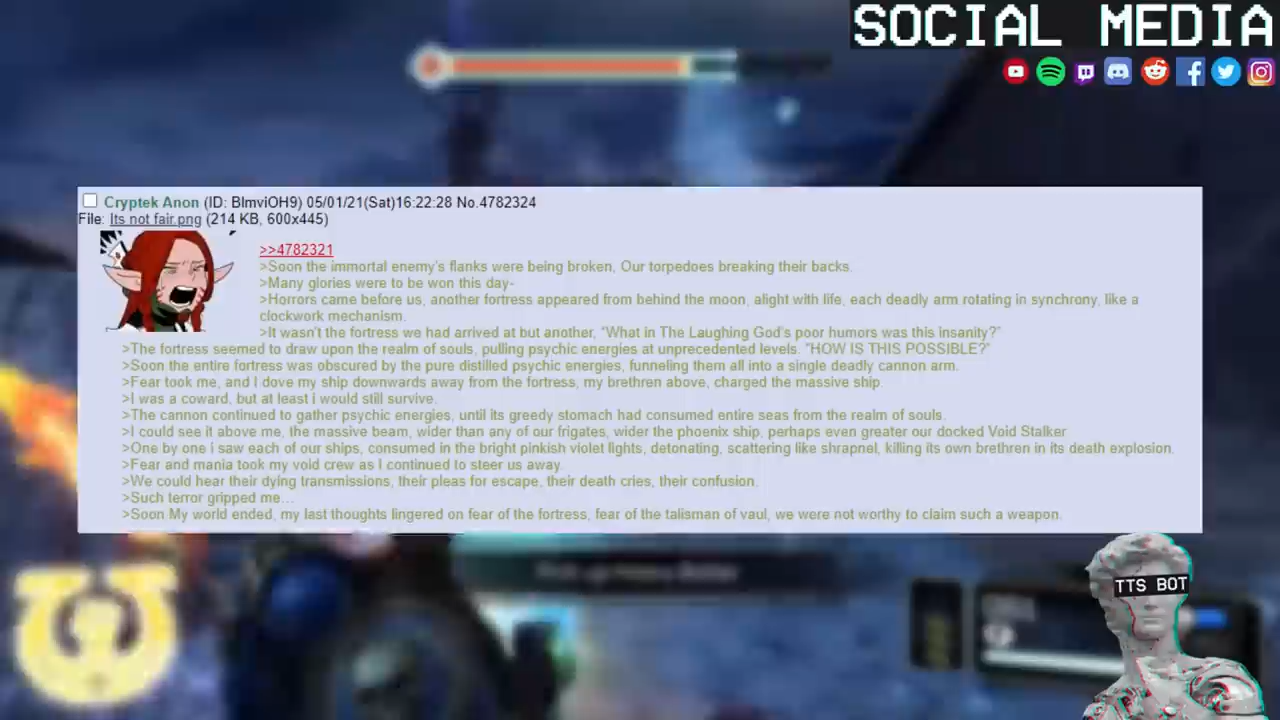 SOCIAL MEDIA
Cryptek Anon (ID: BlmviOH9) 05/01/21(Sat)16:22:28 No.4782324
File: Its not fair.png (214 KB, 600x445)
>>4782321
>Soon the immortal enemy's flanks were being broken, Our torpedoes breaking their backs.
>Many glories were to be won this day-
>Horrors came before us, another fortress appeared from behind the moon, alight with life, each deadly arm rotating in synchrony, like a
clockwork mechanism.
>It wasn't the fortress we had arrived at but another, "What in The Laughing God's poor humors was this insanity?"
>The fortress seemed to draw upon the realm of souls, pulling psychic energies at unprecedented levels. "HOW IS THIS POSSIBLE?"
>Soon the entire fortress was obscured by the pure distilled psychic energies, funneling them all into a single deadly cannon arm.
>Fear took me, and I dove my ship downwards away from the fortress, my brethren above, charged the massive ship.
>I was a coward, but at least i would still survive.
>The cannon continued to gather psychic energies, until its greedy stomach had consumed entire seas from the realm of souls.
>I could see it above me, the massive beam, wider than any of our frigates, wider the phoenix ship, perhaps even greater our docked Void Stalker
>One by one i saw each of our ships, consumed in the bright pinkish violet lights, detonating, scattering like shrapnel, killing its own brethren in its death explosion.
>Fear and mania took my void crew as I continued to steer us away.
>We could hear their dying transmissions, their pleas for escape, their death cries, their confusion.
>Such terror gripped me...
>Soon My world ended, my last thoughts lingered on fear of the fortress, fear of the talisman of vaul, we were not worthy to claim such a weapon.
TTS BOT